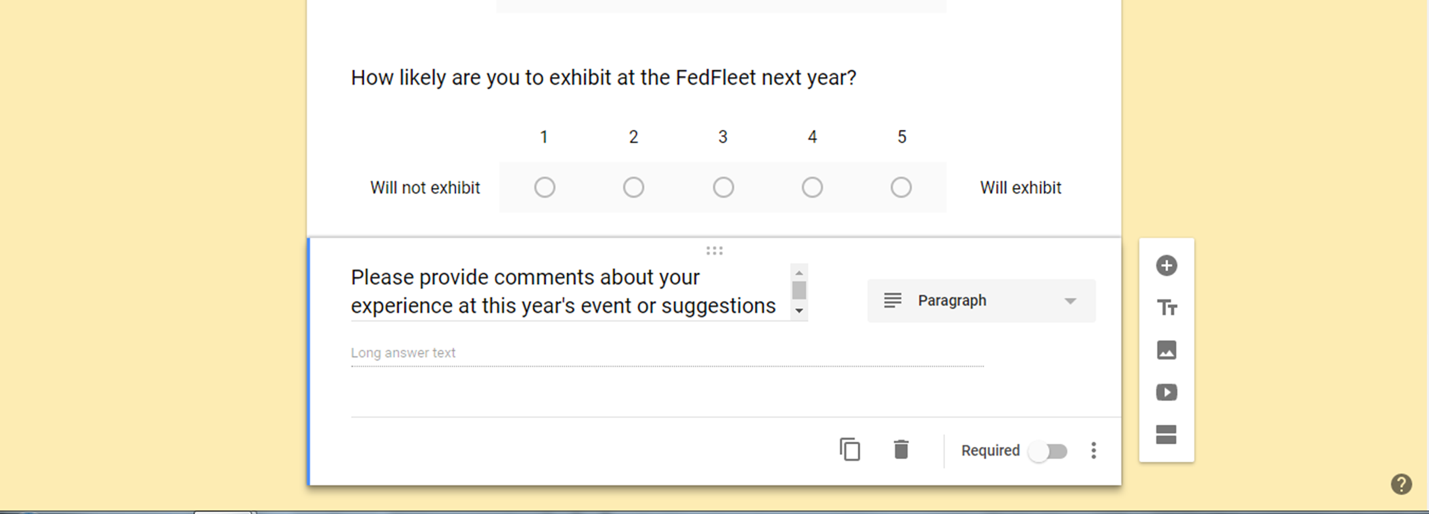 How likely are you to exhibit at the FedFleet next year?
1 2 3 4 5
Will not exhibit Will exhibit
Please provide comments about your
experience at this year's event or suggestions
Paragraph
Long answer text
Required